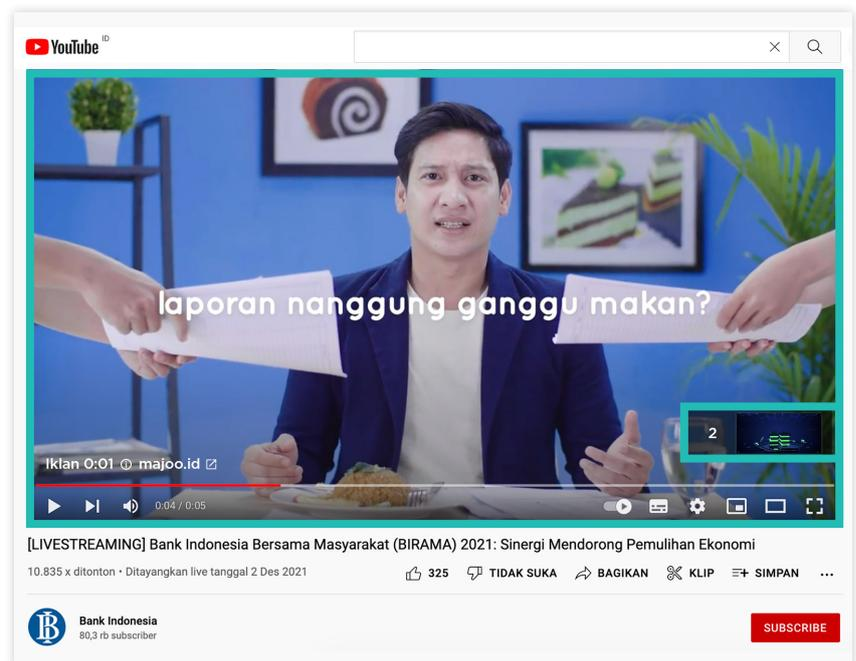 YouTube ID
laporan nanggung ganggu makan?
2
Iklan 0:01 majoo.id
0:04 / 0:05
[LIVESTREAMING] Bank Indonesia Bersama Masyarakat (BIRAMA) 2021: Sinergi Mendorong Pemulihan Ekonomi
10.835 x ditonton • Ditayangkan live tanggal 2 Des 2021
325 TIDAK SUKA BAGIKAN KLIP SIMPAN
Bank Indonesia
80,3 rb subscriber
SUBSCRIBE